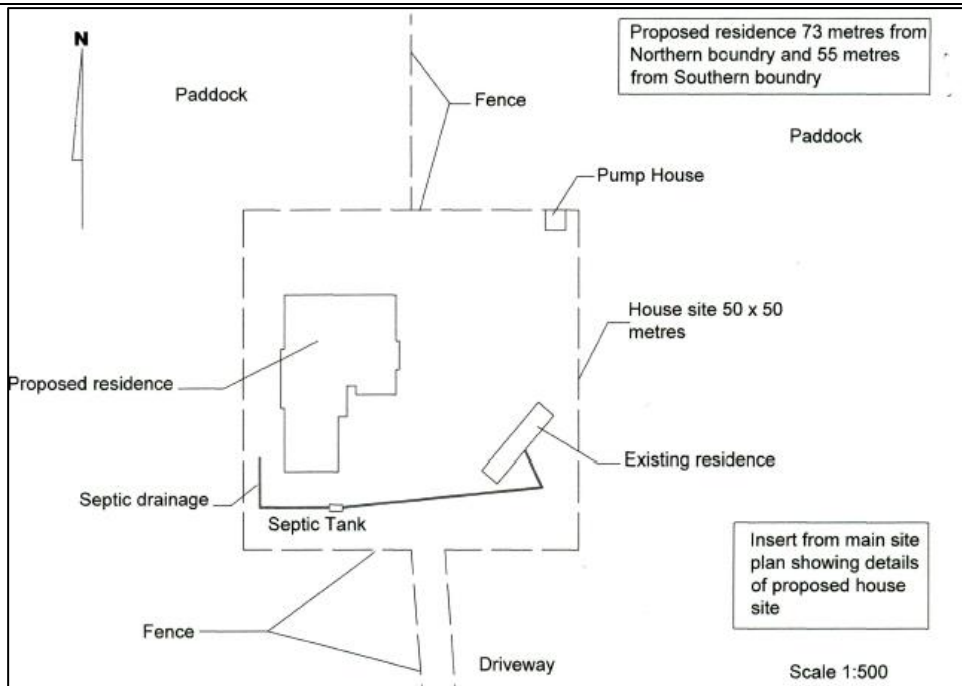 N
Proposed residence 73 metres from
Northern boundry and 55 metres
from Southern boundry
Paddock
Fence
Paddock
Pump House
House site 50 x 50
metres
Proposed residence
Existing residence
Septic drainage
Septic Tank
Insert from main site
plan showing details
of proposed house
site
Fence
Driveway
Scale 1:500